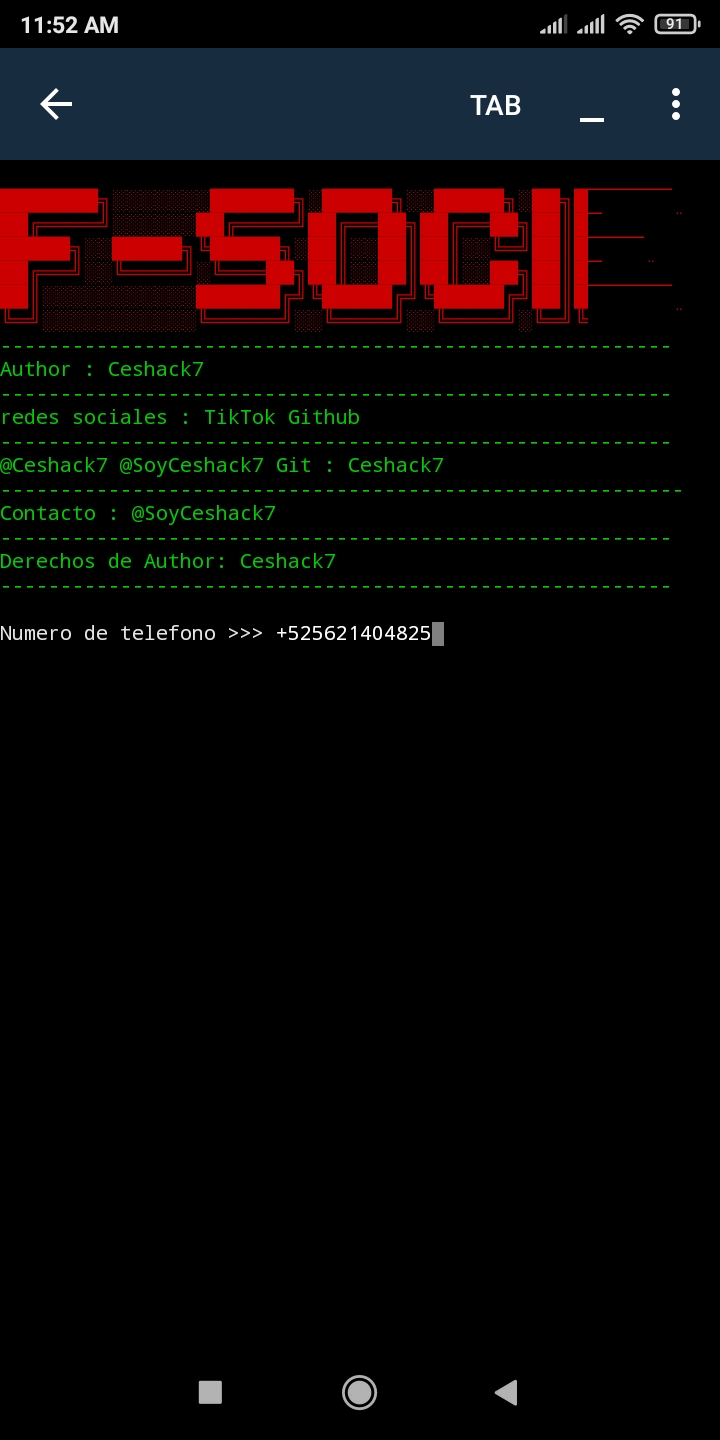 11:52 AM
91
TAB
F-SOCI
-------------------------------------------------------
Author : Ceshack7
-------------------------------------------------------
redes sociales : TikTok Github
-------------------------------------------------------
@Ceshack7 @SoyCeshack7 Git : Ceshack7
--------------------------------------------------------
Contacto : @SoyCeshack7
-------------------------------------------------------
Derechos de Author: Ceshack7
-------------------------------------------------------
Numero de telefono >>> +525621404825